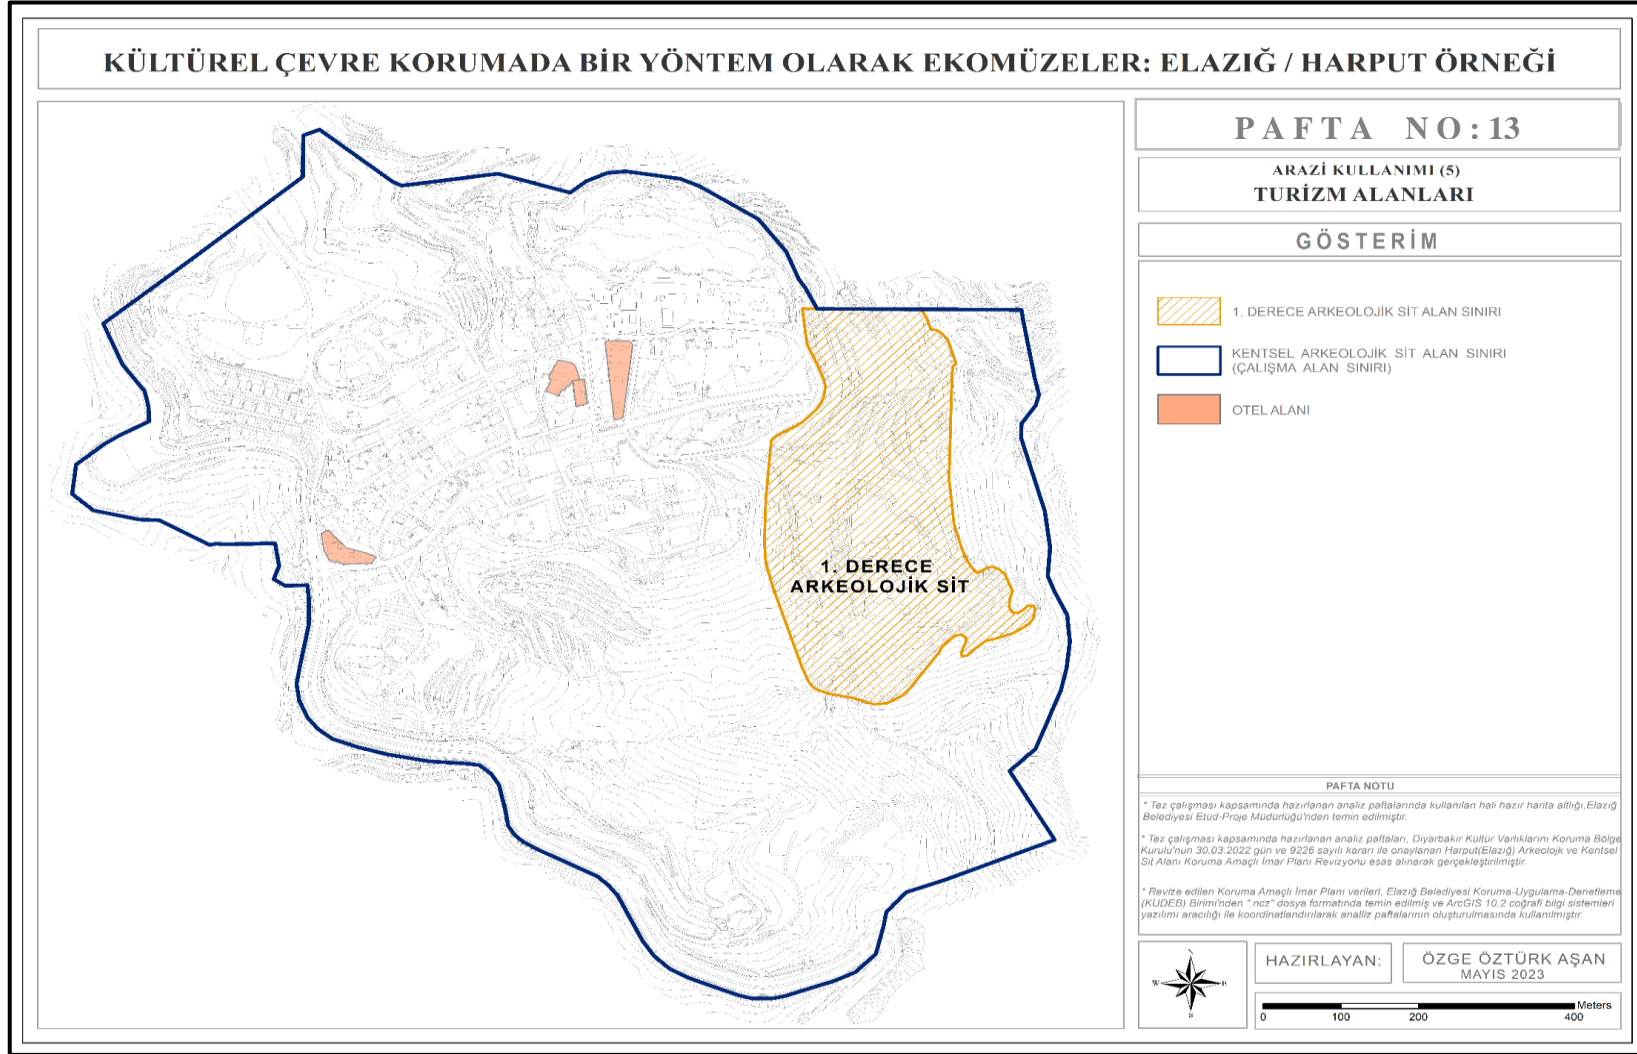 KÜLTÜREL ÇEVRE KORUMADA BİR YÖNTEM OLARAK EKOMÜZELER: ELAZIĞ / HARPUT ÖRNEĞİ
PAFTA NO: 13
ARAZİ KULLANIMI (5)
TURİZM ALANLARI
GÖSTERİM
1. DERECE ARKEOLOJİK SİT ALAN SINIRI
KENTSEL ARKEOLOJİK SİT ALAN SINIRI
(ÇALIŞMA ALAN SINIRI)
OTEL ALANI
1. DERECE
ARKEOLOJİK SİT
PAFTA NOTU
* Tez çalışması kapsamında hazırlanan analiz paftalarında kullanılan hali hazır harita altlığı,Elazığ
Belediyesi Etüd-Proje Müdürlüğü'nden temin edilmiştir.
* Tez çalışması kapsamında hazırlanan analiz paftaları, Diyarbakır Kültür Varlıklarını Koruma Bölge
Kurulu'nun 30.03.2022 gün ve 9226 sayılı kararı ile onaylanan Harput(Elazığ) Arkeolojk ve Kentsel
Sit Alanı Koruma Amaçlı İmar Planı Revizyonu esas alınarak gerçekleştirilmiştir.
* Revize edilen Koruma Amaçlı İmar Planı verileri, Elazığ Belediyesi Koruma-Uygulama-Denetleme
(KUDEB) Birimi'nden ".ncz" dosya formatında temin edilmiş ve ArcGIS 10.2 coğrafi bilgi sistemleri
yazılımı aracılığı ile koordinatlandırılarak analiiz paftalarının oluşturulmasında kullanılmıştır.
N
W E
S
HAZIRLAYAN:
ÖZGE ÖZTÜRK AŞAN
MAYIS 2023
Meters
0 100 200 400